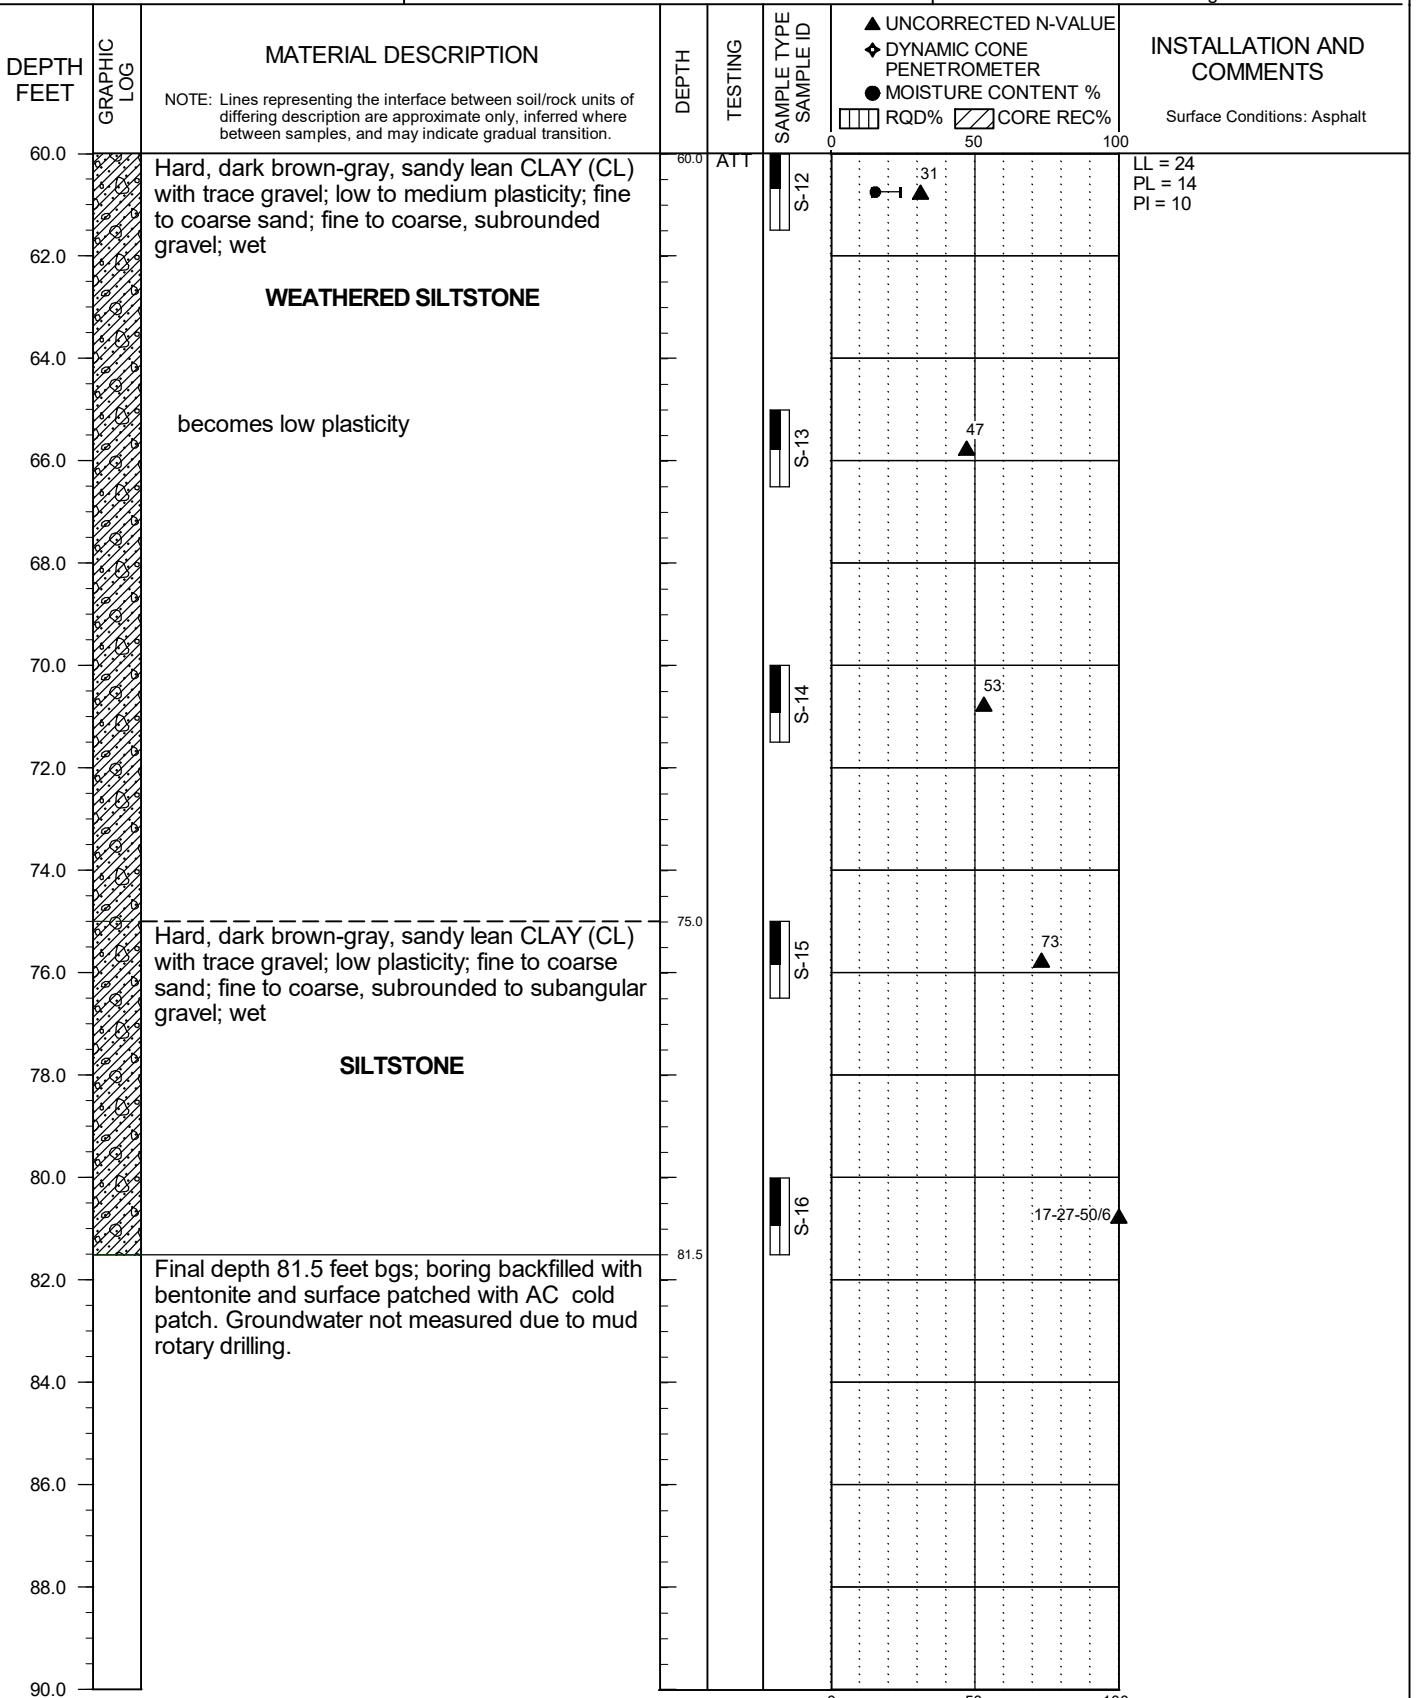 DEPTH
FEET
GRAPHIC
LOG
MATERIAL DESCRIPTION
NOTE: Lines representing the interface between soil/rock units of
differing description are approximate only, inferred where
between samples, and may indicate gradual transition.
DEPTH
TESTING
SAMPLE TYPE
SAMPLE ID
▲ UNCORRECTED N-VALUE
DYNAMIC CONE
PENETROMETER
● MOISTURE CONTENT %
RQD% CORE REC%
0 50 100
INSTALLATION AND
COMMENTS
Surface Conditions: Asphalt
60.0
Hard, dark brown-gray, sandy lean CLAY (CL)
with trace gravel; low to medium plasticity; fine
to coarse sand; fine to coarse, subrounded
gravel; wet
60.0
ATT
S-12
31
LL = 24
PL = 14
PI = 10
62.0
WEATHERED SILTSTONE
64.0
becomes low plasticity
S-13
47
66.0
68.0
70.0
S-14
53
72.0
74.0
75.0
Hard, dark brown-gray, sandy lean CLAY (CL)
with trace gravel; low plasticity; fine to coarse
sand; fine to coarse, subrounded to subangular
gravel; wet
S-15
73
76.0
SILTSTONE
78.0
80.0
S-16
17-27-50/6
81.5
Final depth 81.5 feet bgs; boring backfilled with
bentonite and surface patched with AC cold
patch. Groundwater not measured due to mud
rotary drilling.
82.0
84.0
86.0
88.0
90.0